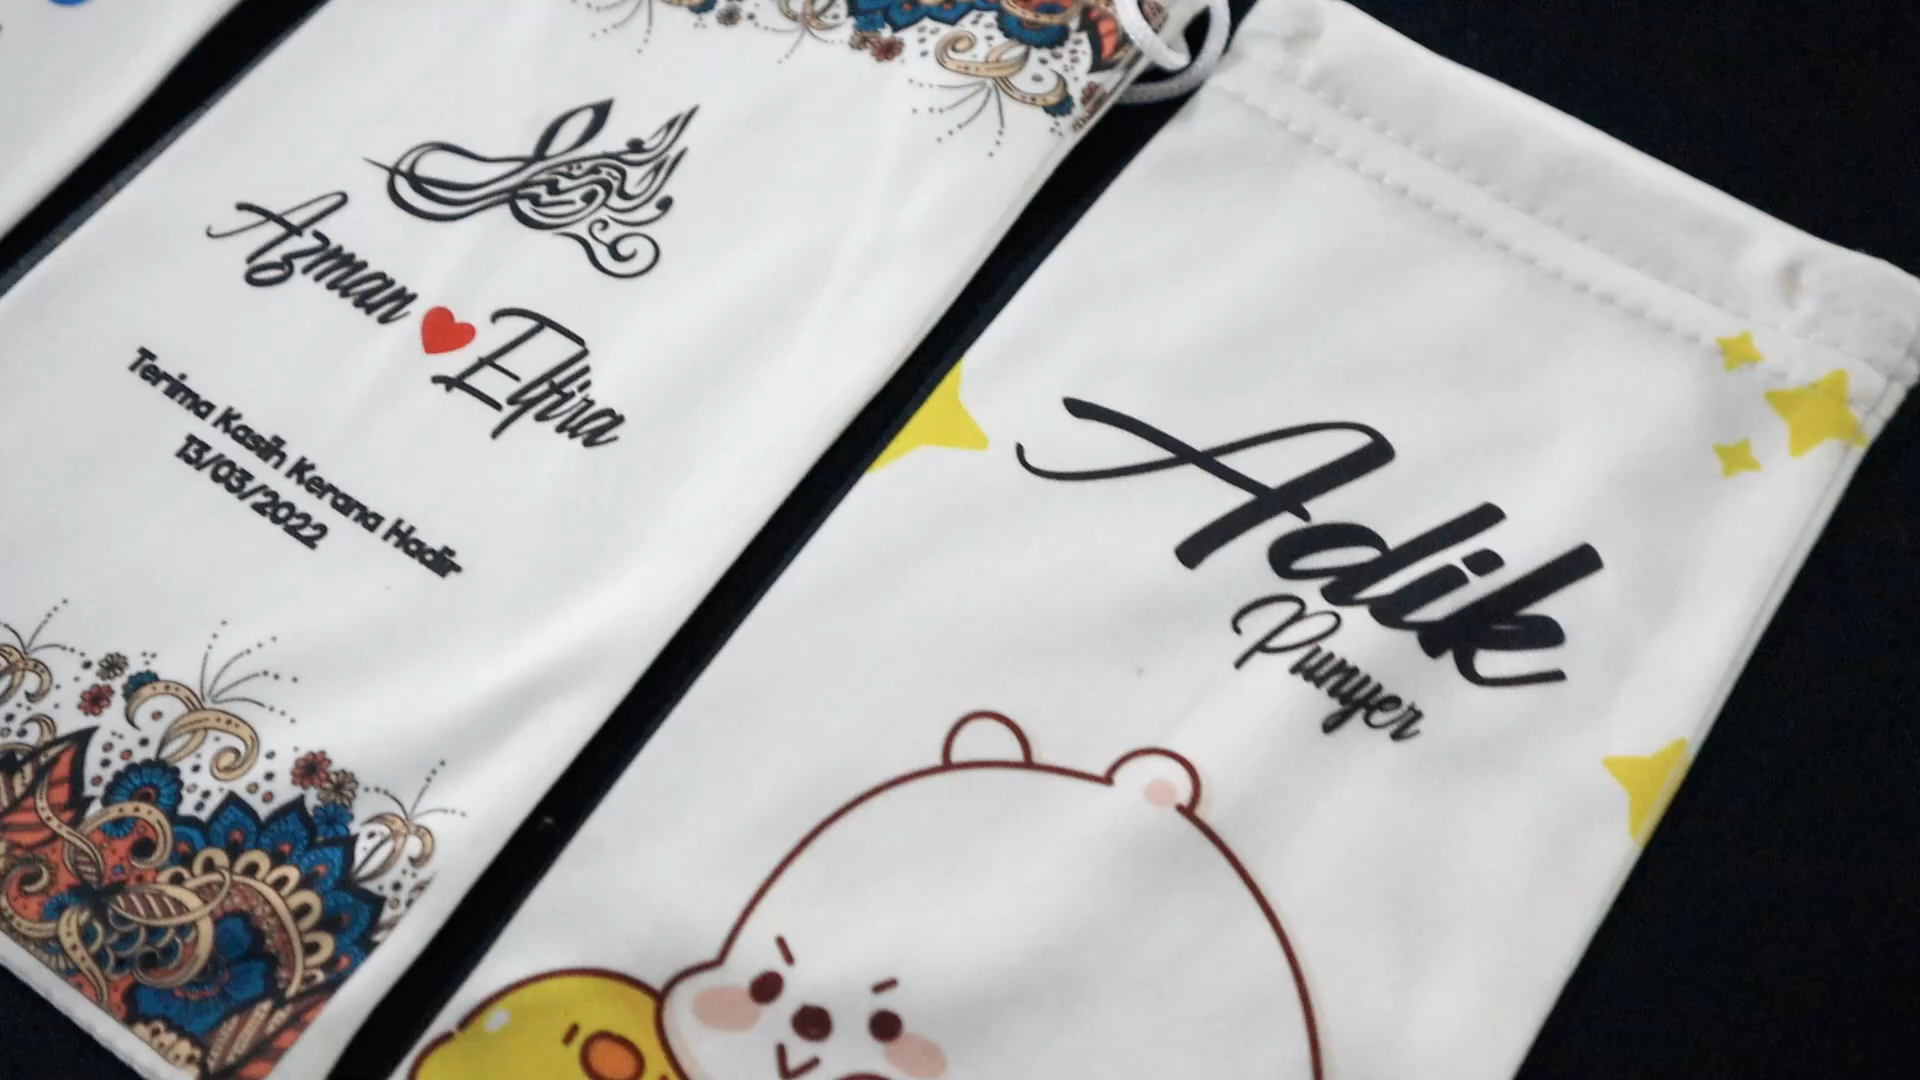 Azman ❤ Elfira
Terima Kasih Kerana Hadir
13/03/2022
Adik
Punyer